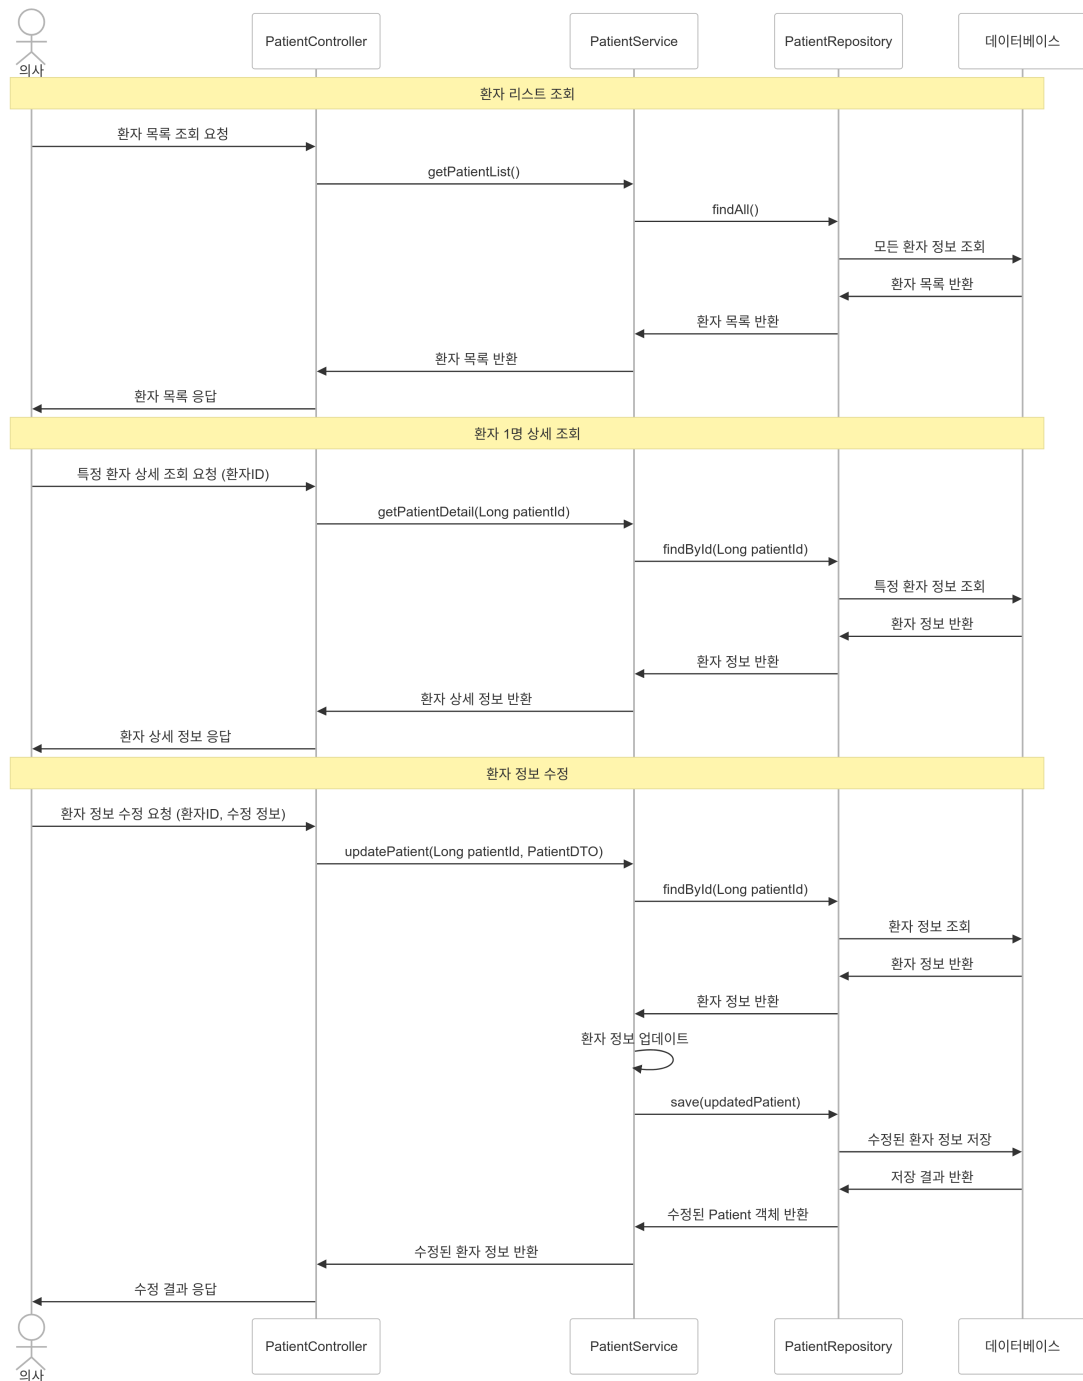 의사
PatientController
PatientService
PatientRepository
데이터베이스
환자 리스트 조회
환자 목록 조회 요청
getPatientList()
findAll()
모든 환자 정보 조회
환자 목록 반환
환자 목록 반환
환자 목록 반환
환자 목록 응답
환자 1명 상세 조회
특정 환자 상세 조회 요청 (환자ID)
getPatientDetail(Long patientId)
findById(Long patientId)
특정 환자 정보 조회
환자 정보 반환
환자 정보 반환
환자 상세 정보 반환
환자 상세 정보 응답
환자 정보 수정
환자 정보 수정 요청 (환자ID, 수정 정보)
updatePatient(Long patientId, PatientDTO)
findById(Long patientId)
환자 정보 조회
환자 정보 반환
환자 정보 반환
환자 정보 업데이트
save(updatedPatient)
수정된 환자 정보 저장
저장 결과 반환
수정된 Patient 객체 반환
수정된 환자 정보 반환
수정 결과 응답
의사
PatientController
PatientService
PatientRepository
데이터베이스